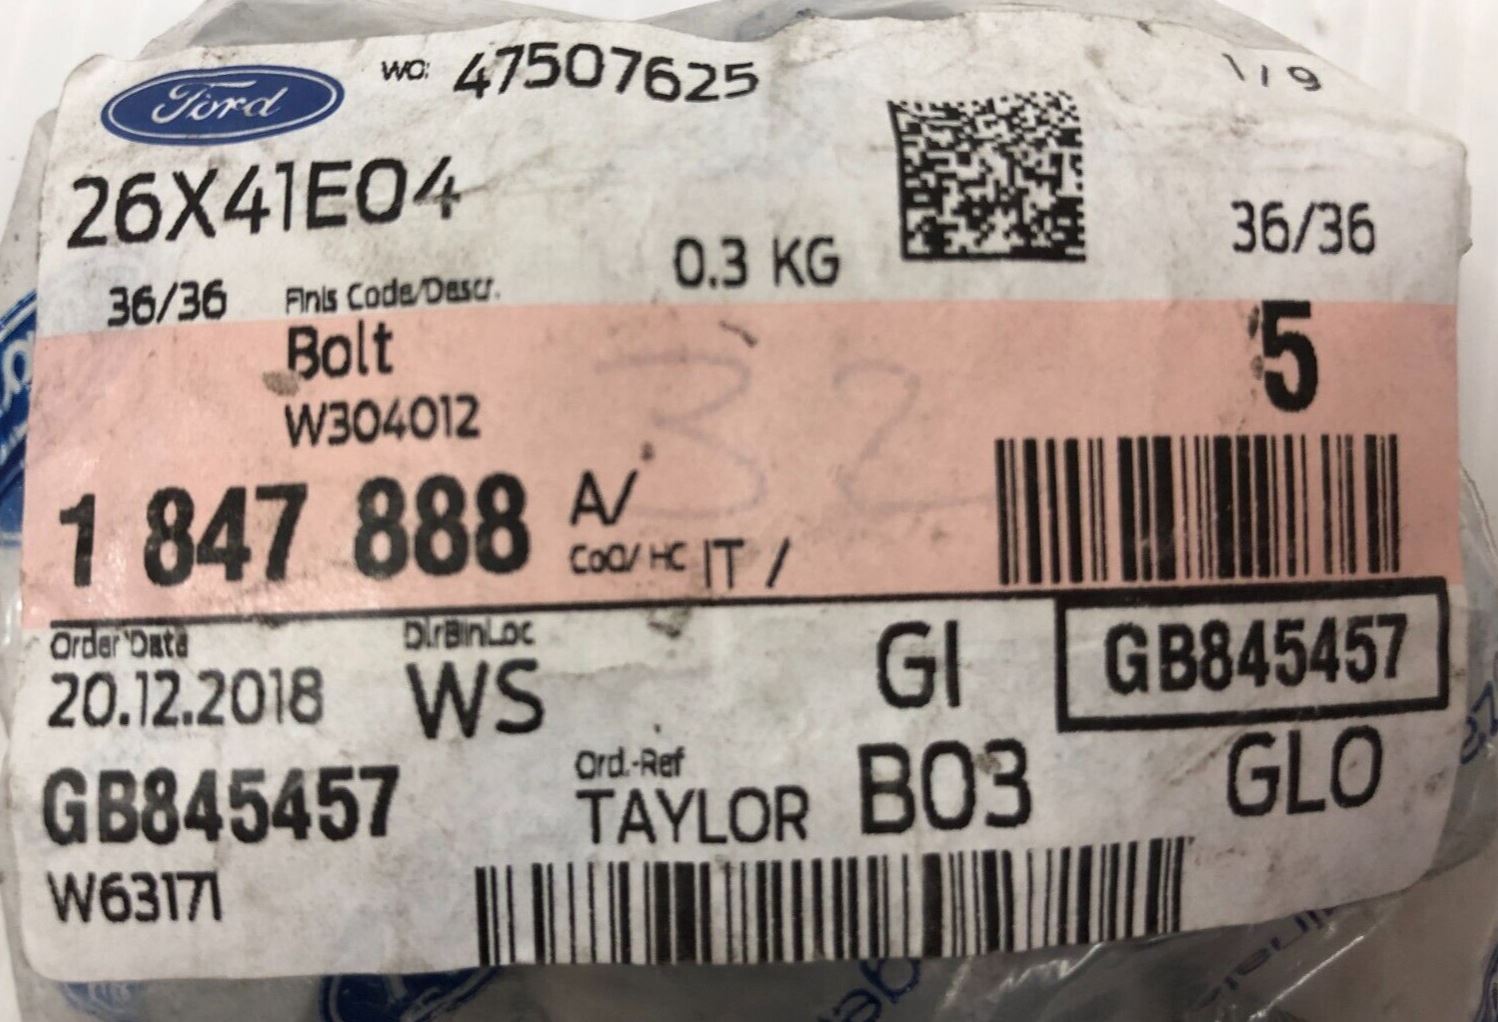 Ford WO: 47507625 1/9
26X41E04
0.3 KG 36/36
36/36 Finis Code/Descr.
Bolt 5
W304012
32
1 847 888 A/
CoO/ HC IT /
Order Date DlrBinLoc
20.12.2018 WS GI GB845457
GB845457 Ord.-Ref
TAYLOR B03 GLO
W63171